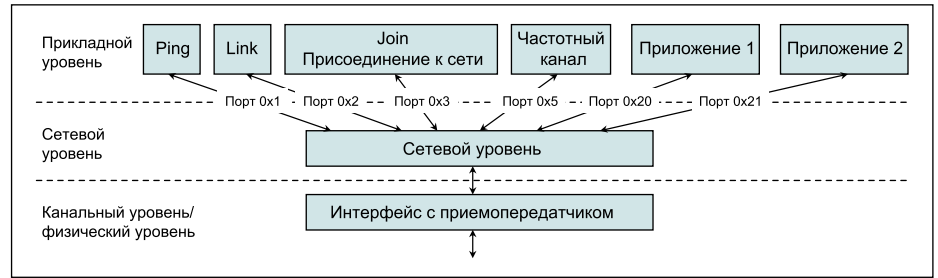 Прикладной
уровень
Ping
Link
Join
Присоединение к сети
Частотный
канал
Приложение 1
Приложение 2
Порт 0x1
Порт 0x2
Порт 0x3
Порт 0x5
Порт 0x20
Порт 0x21
Сетевой
уровень
Сетевой уровень
Канальный уровень/
физический уровень
Интерфейс с приемопередатчиком